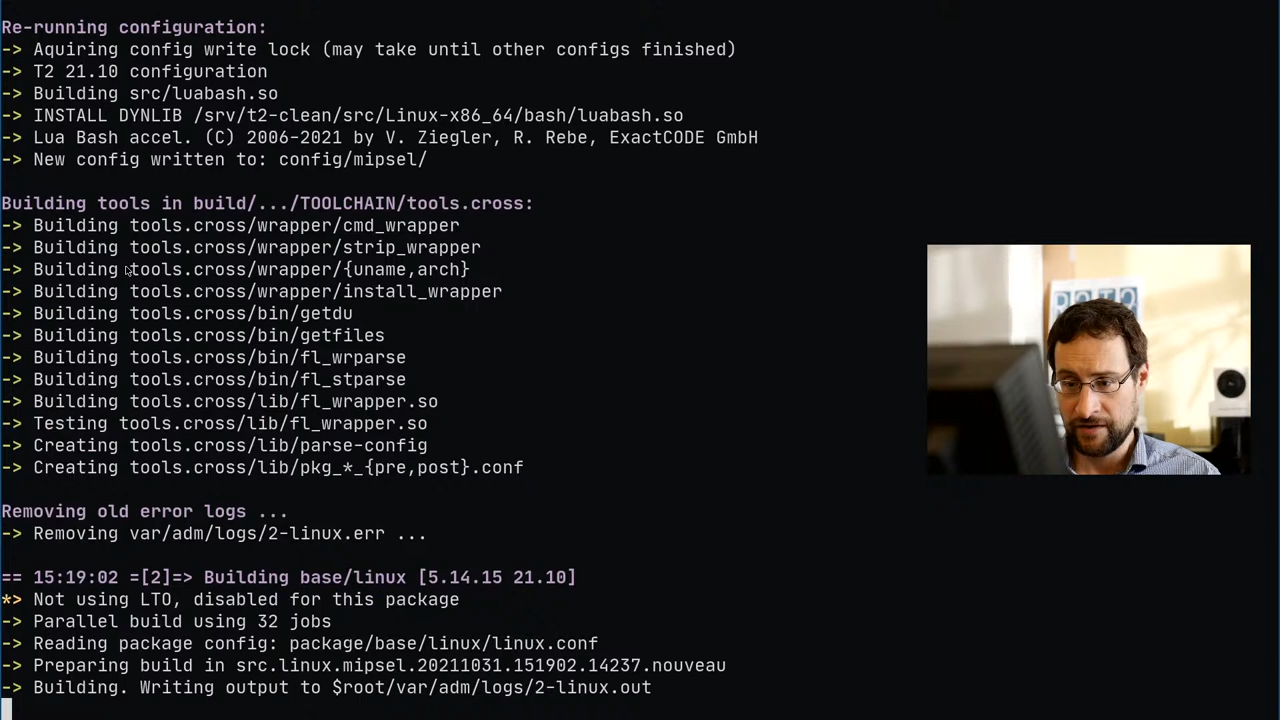 Re-running configuration:
-> Aquiring config write lock (may take until other configs finished)
-> T2 21.10 configuration
-> Building src/luabash.so
-> INSTALL DYNLIB /srv/t2-clean/src/Linux-x86_64/bash/luabash.so
-> Lua Bash accel. (C) 2006-2021 by V. Ziegler, R. Rebe, ExactCODE GmbH
-> New config written to: config/mipsel/
Building tools in build/.../TOOLCHAIN/tools.cross:
-> Building tools.cross/wrapper/cmd_wrapper
-> Building tools.cross/wrapper/strip_wrapper
-> Building tools.cross/wrapper/{uname,arch}
-> Building tools.cross/wrapper/install_wrapper
-> Building tools.cross/bin/getdu
-> Building tools.cross/bin/getfiles
-> Building tools.cross/bin/fl_wrparse
-> Building tools.cross/bin/fl_stparse
-> Building tools.cross/lib/fl_wrapper.so
-> Testing tools.cross/lib/fl_wrapper.so
-> Creating tools.cross/lib/parse-config
-> Creating tools.cross/lib/pkg_*_{pre,post}.conf
Removing old error logs ...
-> Removing var/adm/logs/2-linux.err ...
== 15:19:02 =[2]=> Building base/linux [5.14.15 21.10]
*> Not using LTO, disabled for this package
-> Parallel build using 32 jobs
-> Reading package config: package/base/linux/linux.conf
-> Preparing build in src.linux.mipsel.20211031.151902.14237.nouveau
-> Building. Writing output to $root/var/adm/logs/2-linux.out